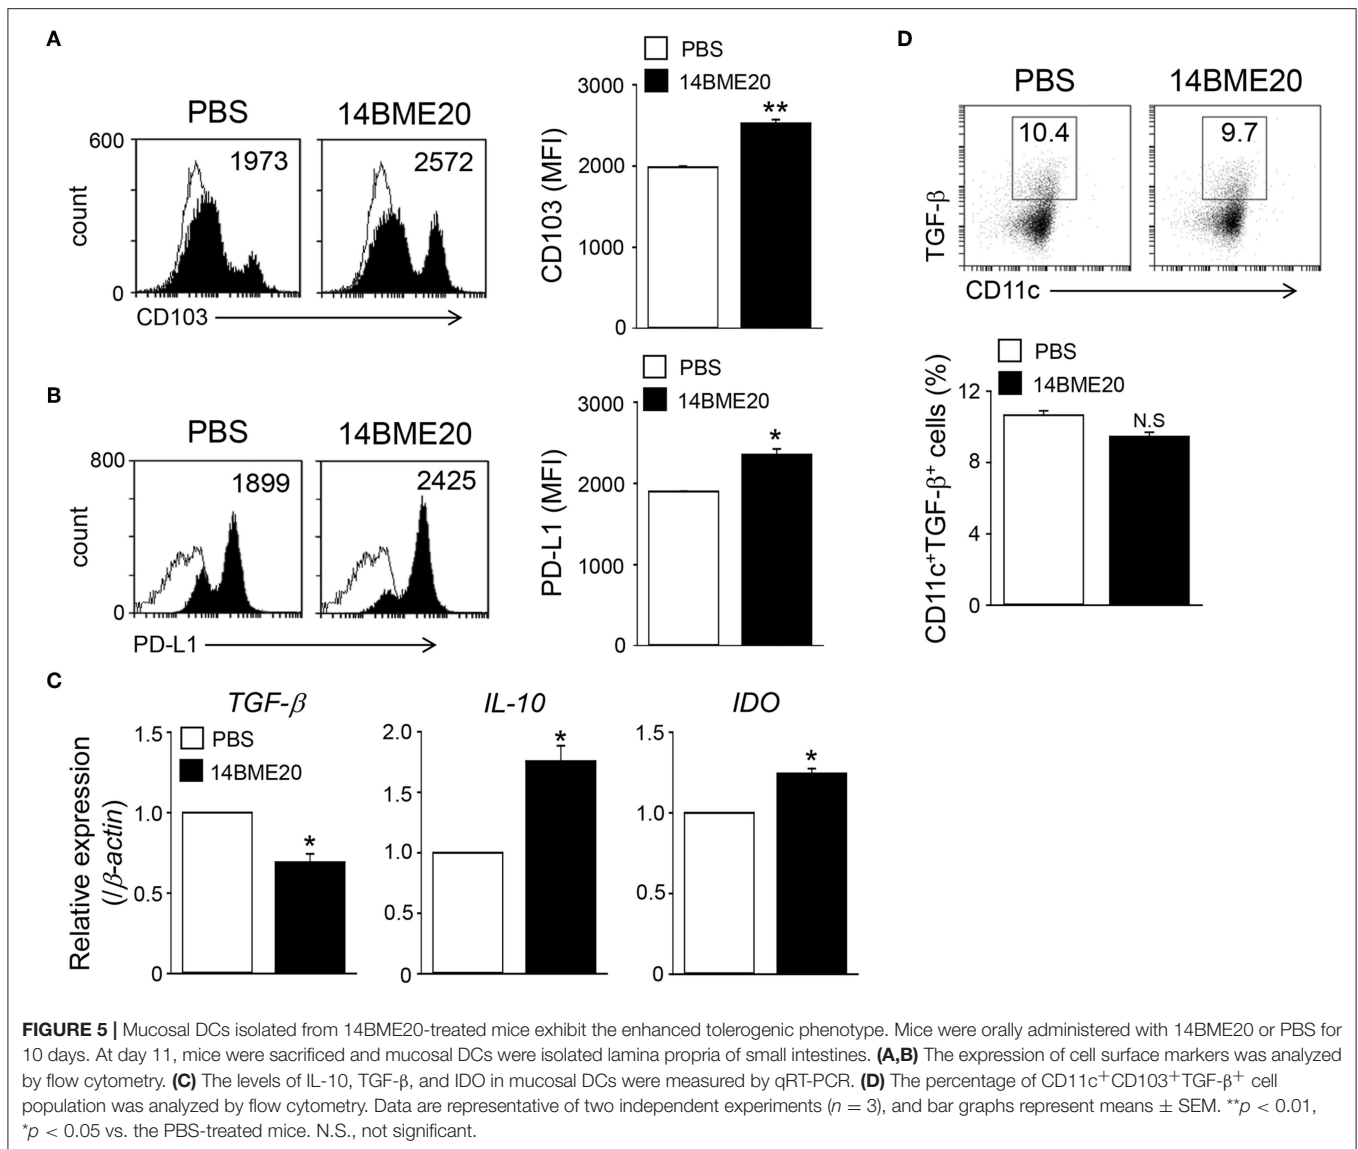 A
PBS
14BME20
600
1973
2572
count
0
CD103
PBS
14BME20
3000
**
2000
1000
0
CD103 (MFI)
B
PBS
14BME20
800
1899
2425
count
0
PD-L1
PBS
14BME20
3000
*
2000
1000
0
PD-L1 (MFI)
C
TGF-β
IL-10
IDO
Relative expression
(/β-actin)
PBS
14BME20
1.5
1.0
0.5
0
*
2.0
1.5
1.0
0.5
0
*
1.5
1.0
0.5
0
*
D
PBS
14BME20
10.4
9.7
TGF-β
CD11c
PBS
14BME20
CD11c⁺TGF-β⁺ cells (%)
12
8
4
0
N.S
FIGURE 5 | Mucosal DCs isolated from 14BME20-treated mice exhibit the enhanced tolerogenic phenotype. Mice were orally administered with 14BME20 or PBS for
10 days. At day 11, mice were sacrificed and mucosal DCs were isolated lamina propria of small intestines. (A,B) The expression of cell surface markers was analyzed
by flow cytometry. (C) The levels of IL-10, TGF-β, and IDO in mucosal DCs were measured by qRT-PCR. (D) The percentage of CD11c⁺CD103⁺TGF-β⁺ cell
population was analyzed by flow cytometry. Data are representative of two independent experiments (n = 3), and bar graphs represent means ± SEM. **p < 0.01,
*p < 0.05 vs. the PBS-treated mice. N.S., not significant.